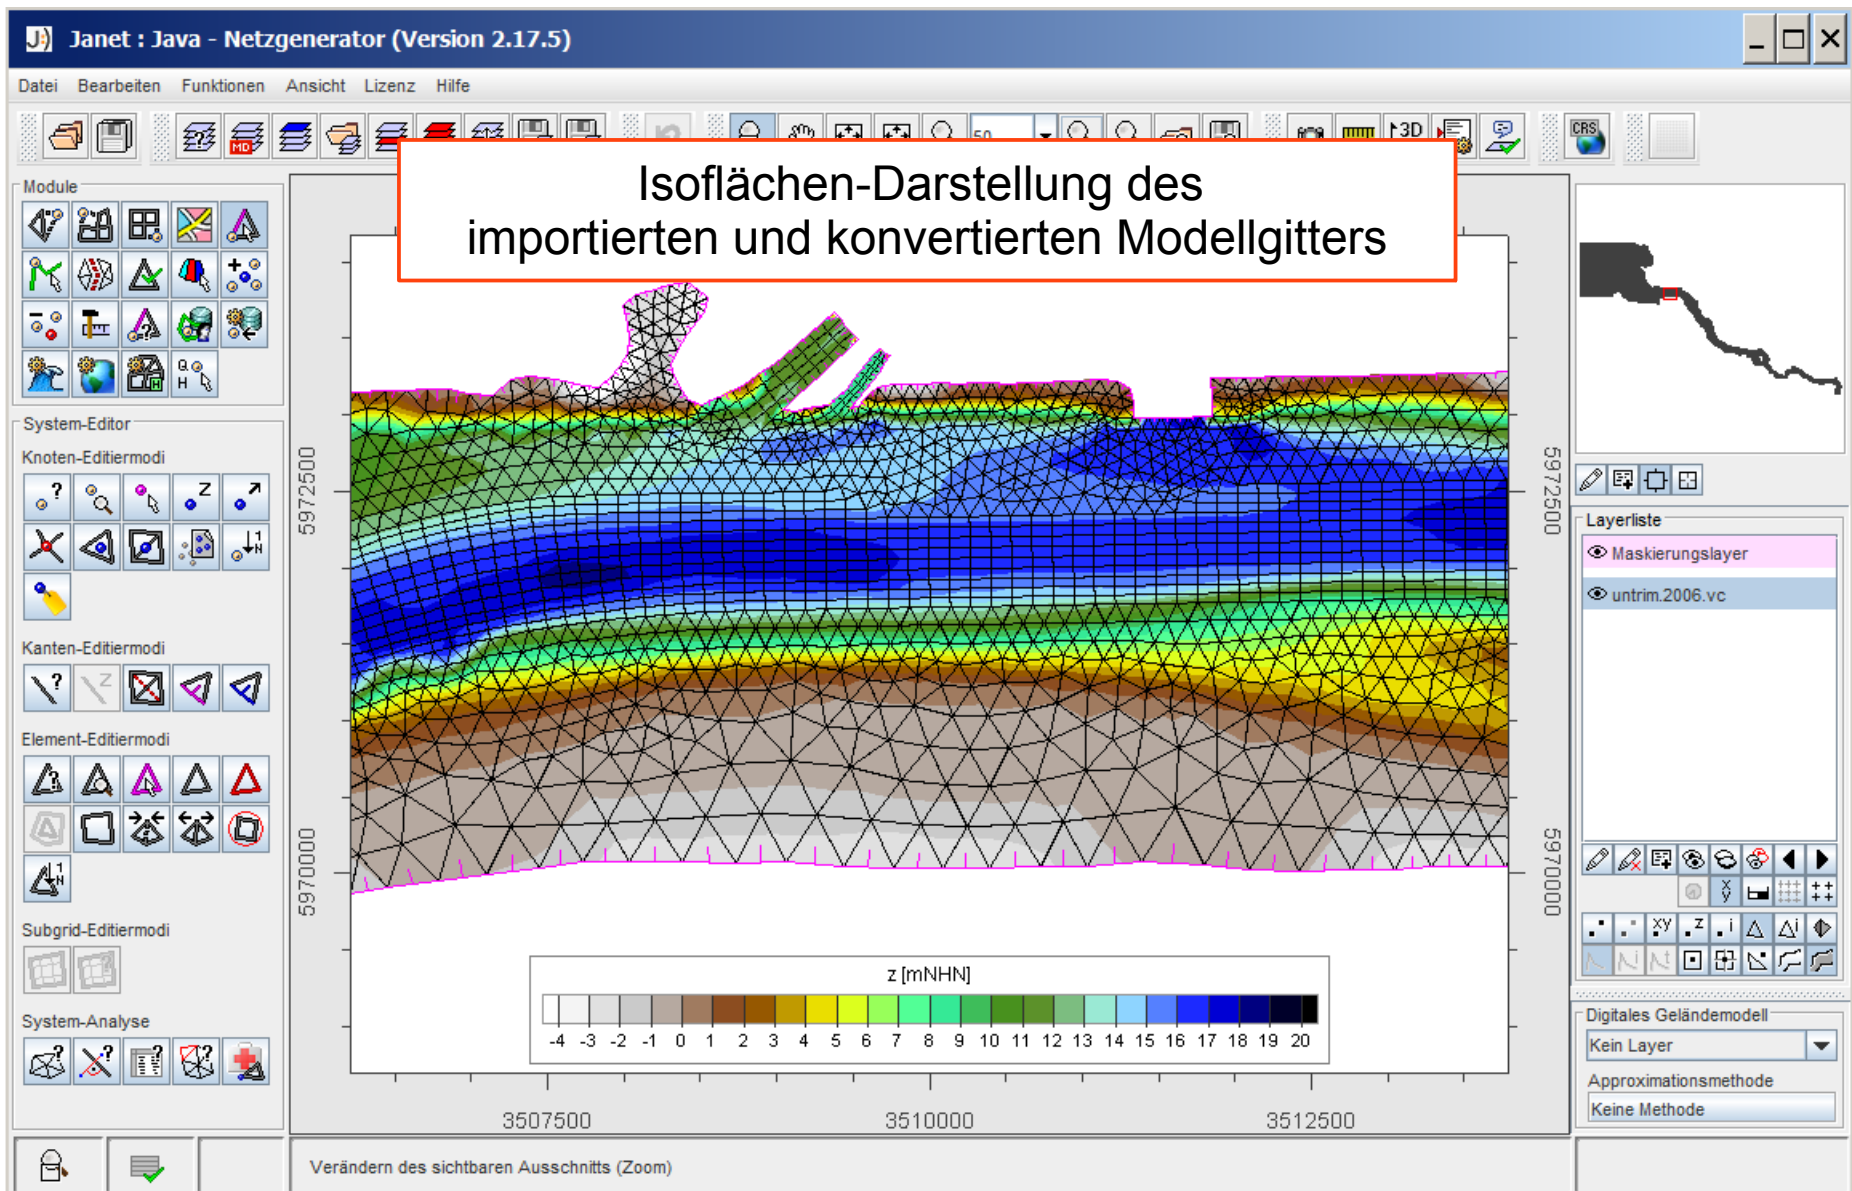 Janet : Java - Netzgenerator (Version 2.17.5)
Datei Bearbeiten Funktionen Ansicht Lizenz Hilfe
Isoflächen-Darstellung des
importierten und konvertierten Modellgitters
CRS
3D
MD
Module
Q
H
System-Editor
Knoten-Editiermodi
Kanten-Editiermodi
Element-Editiermodi
Subgrid-Editiermodi
System-Analyse
5972500
5970000
5972500
5970000
z [mNHN]
-4 -3 -2 -1 0 1 2 3 4 5 6 7 8 9 10 11 12 13 14 15 16 17 18 19 20
3507500 3510000 3512500
Layerliste
Maskierungslayer
untrim.2006.vc
Digitales Geländemodell
Kein Layer
Approximationsmethode
Keine Methode
Verändern des sichtbaren Ausschnitts (Zoom)